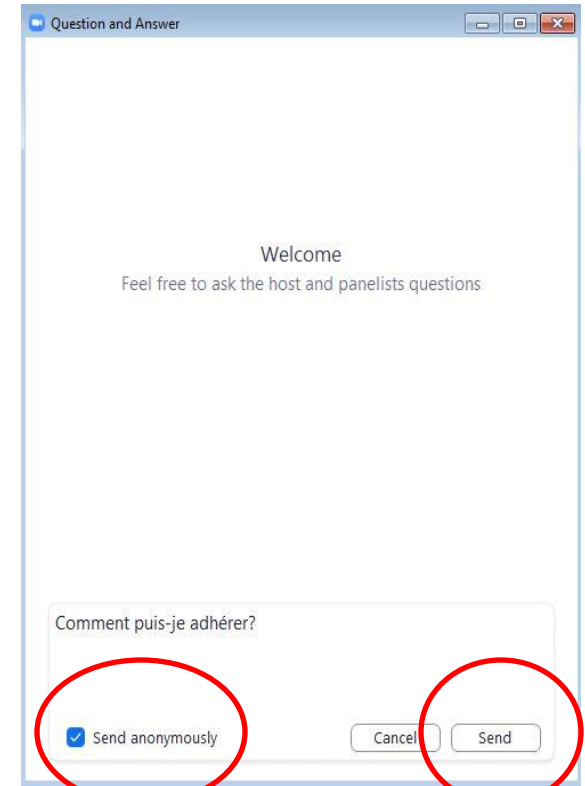 Question and Answer
Welcome
Feel free to ask the host and panelists questions
Comment puis-je adhérer?
Send anonymously
Cancel
Send